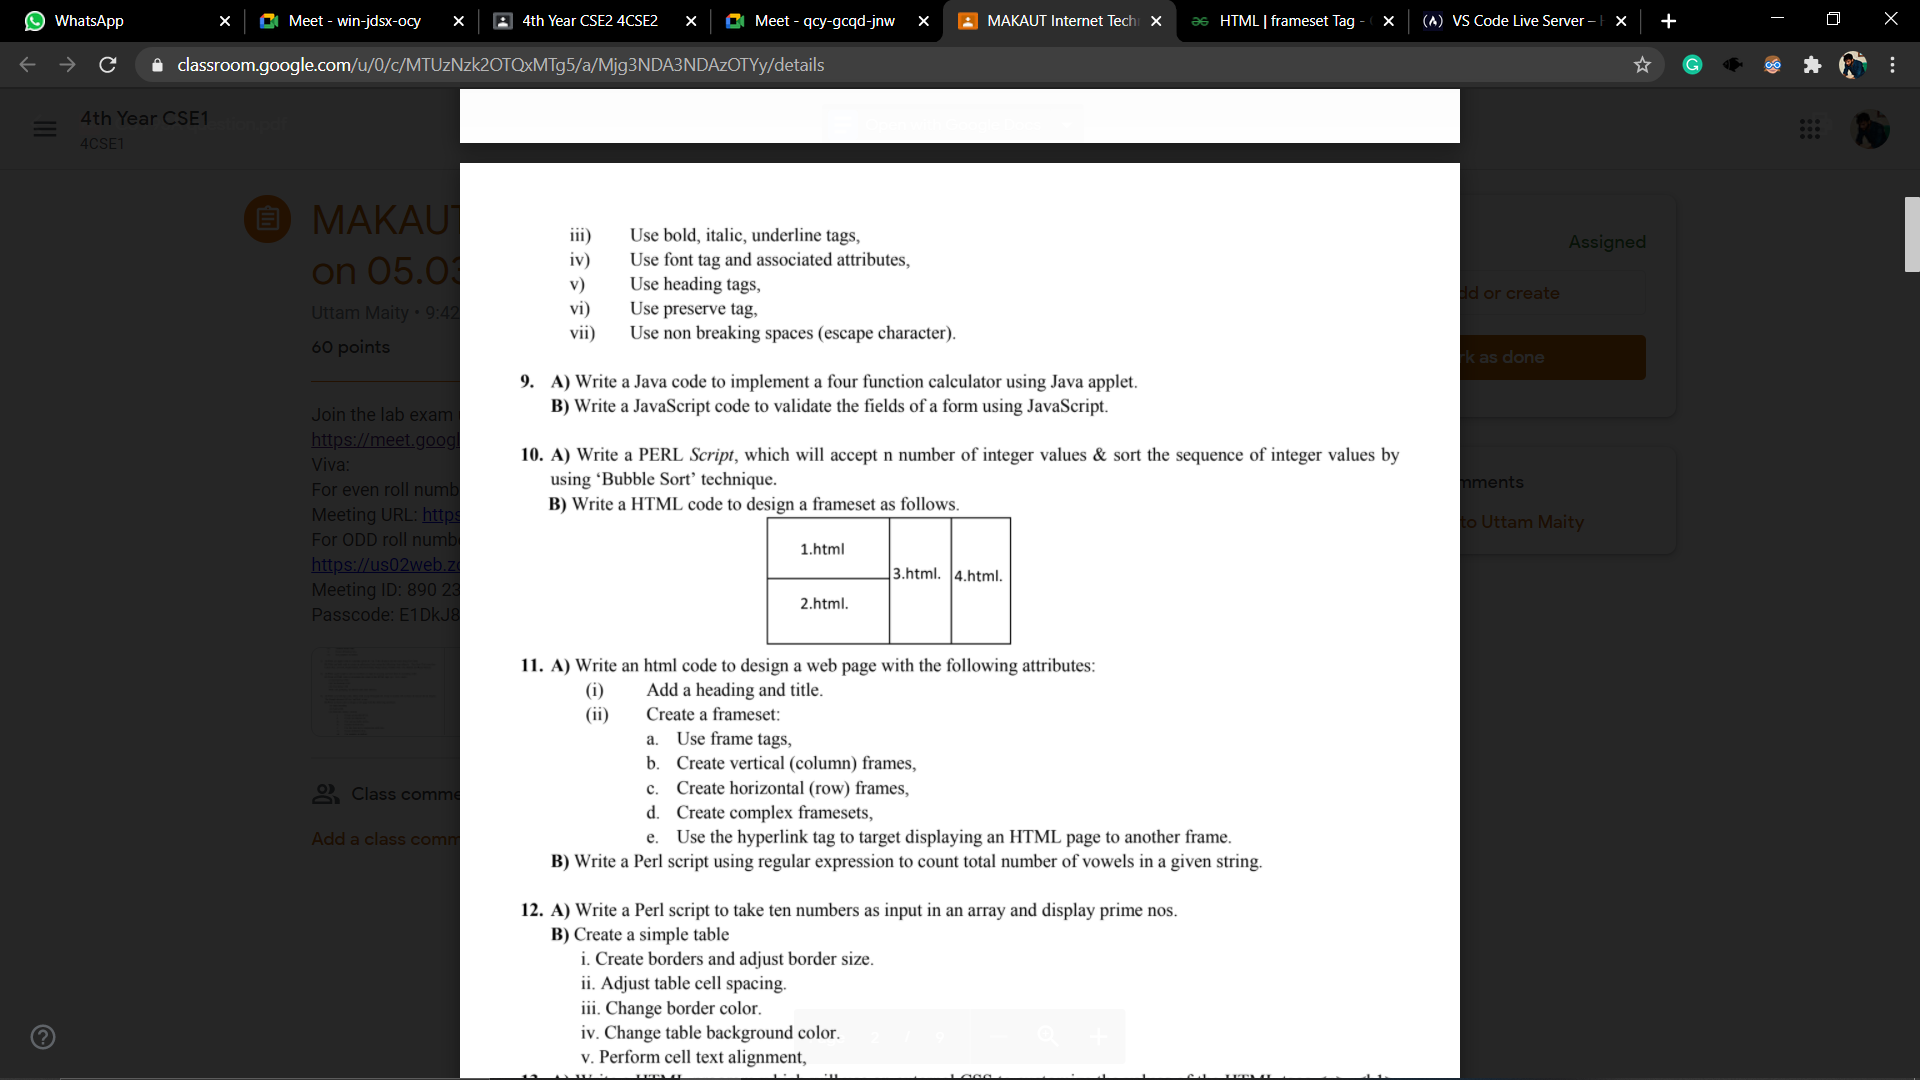 WhatsApp
Meet - win-jdsx-ocy
4th Year CSE2 4CSE2
Meet - qcy-gcqd-jnw
MAKAUT Internet Tech
HTML | frameset Tag -
VS Code Live Server –
classroom.google.com/u/0/c/MTUzNzk2OTQxMTg5/a/Mjg3NDA3NDAzOTYy/details
4th Year CSE1
4CSE1
MAKAUT
on 05.03
Uttam Maity • 9:42
60 points
Join the lab exam
https://meet.googl
Viva:
For even roll numb
Meeting URL: https
For ODD roll numb
https://us02web.zo
Meeting ID: 890 23
Passcode: E1DkJ8
Class comme
Add a class comm
iii) Use bold, italic, underline tags,
iv) Use font tag and associated attributes,
v) Use heading tags,
vi) Use preserve tag,
vii) Use non breaking spaces (escape character).
9. A) Write a Java code to implement a four function calculator using Java applet.
B) Write a JavaScript code to validate the fields of a form using JavaScript.
10. A) Write a PERL Script, which will accept n number of integer values & sort the sequence of integer values by
using ‘Bubble Sort’ technique.
B) Write a HTML code to design a frameset as follows.
1.html
3.html. 4.html.
2.html.
11. A) Write an html code to design a web page with the following attributes:
(i) Add a heading and title.
(ii) Create a frameset:
a. Use frame tags,
b. Create vertical (column) frames,
c. Create horizontal (row) frames,
d. Create complex framesets,
e. Use the hyperlink tag to target displaying an HTML page to another frame.
B) Write a Perl script using regular expression to count total number of vowels in a given string.
12. A) Write a Perl script to take ten numbers as input in an array and display prime nos.
B) Create a simple table
i. Create borders and adjust border size.
ii. Adjust table cell spacing.
iii. Change border color.
iv. Change table background color.
v. Perform cell text alignment,
Assigned
dd or create
rk as done
mments
to Uttam Maity